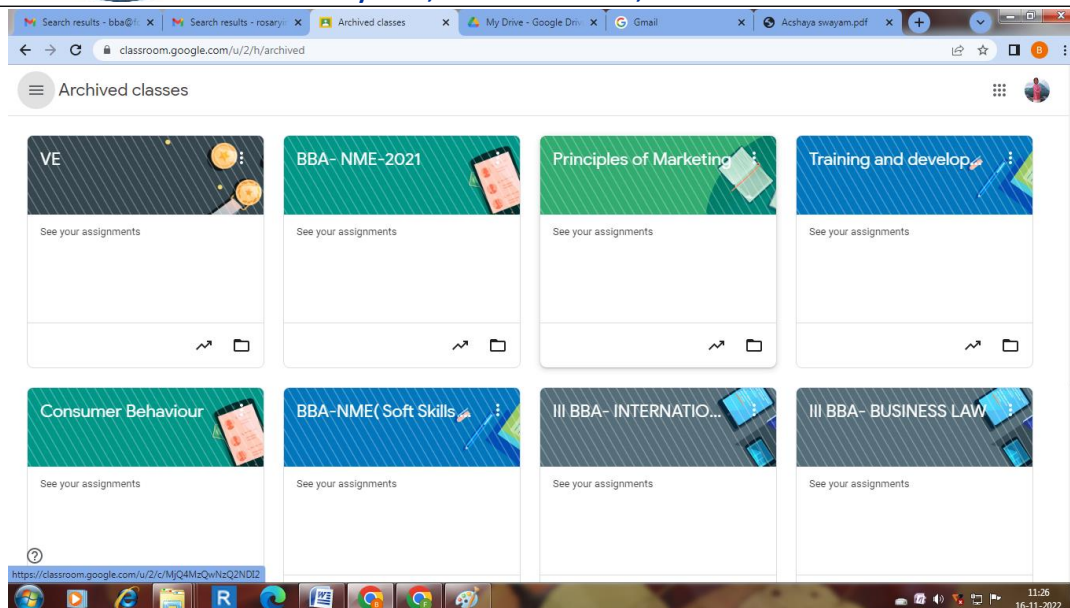 Search results - bba@f
Search results - rosaryi
Archived classes
My Drive - Google Driv
Gmail
Acshaya swayam.pdf
classroom.google.com/u/2/h/archived
B
Archived classes
VE
BBA- NME-2021
Principles of Marketing
Training and develop
See your assignments
See your assignments
See your assignments
See your assignments
Consumer Behaviour
BBA-NME( Soft Skills
III BBA- INTERNATIO...
III BBA- BUSINESS LAW
See your assignments
See your assignments
See your assignments
See your assignments
https://classroom.google.com/u/2/c/MjQ4MzQwNzQ2NDI2
11:26
16-11-2022